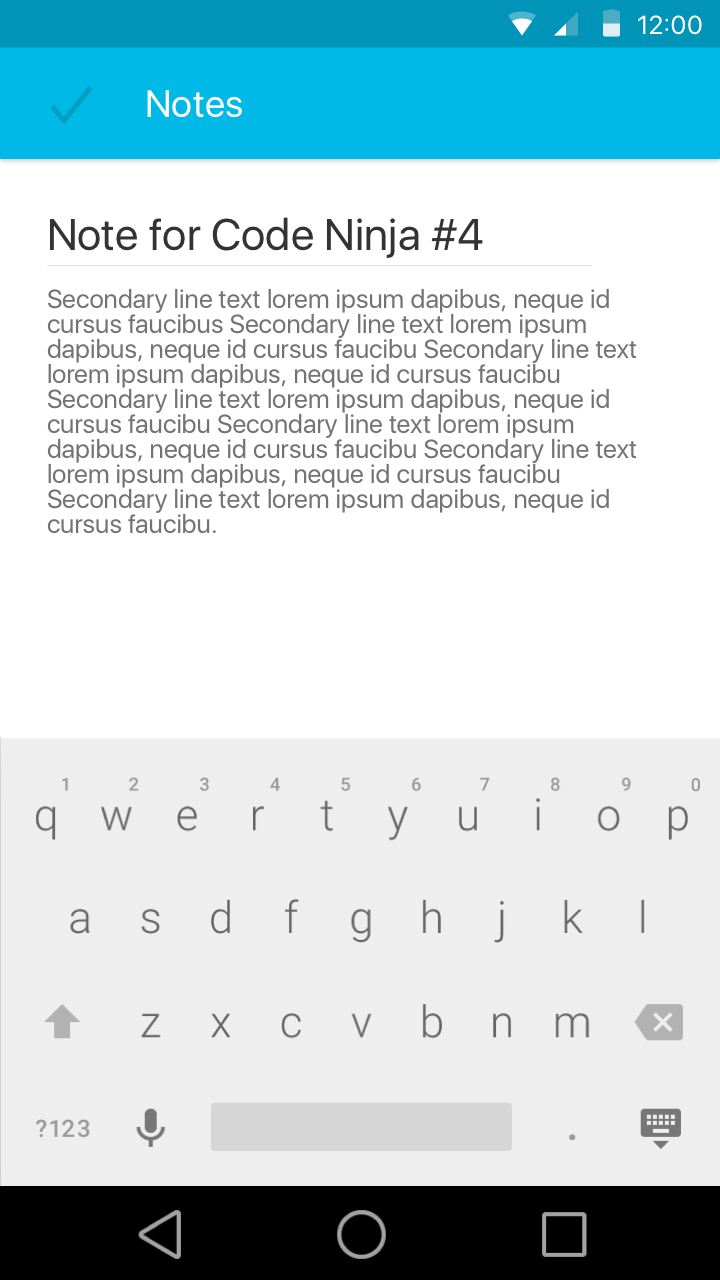 12:00
Notes
Note for Code Ninja #4
Secondary line text lorem ipsum dapibus, neque id
cursus faucibus Secondary line text lorem ipsum
dapibus, neque id cursus faucibu Secondary line text
lorem ipsum dapibus, neque id cursus faucibu
Secondary line text lorem ipsum dapibus, neque id
cursus faucibu Secondary line text lorem ipsum
dapibus, neque id cursus faucibu Secondary line text
lorem ipsum dapibus, neque id cursus faucibu
Secondary line text lorem ipsum dapibus, neque id
cursus faucibu.
1 2 3 4 5 6 7 8 9 0
q w e r t y u i o p
a s d f g h j k l
z x c v b n m
?123 .